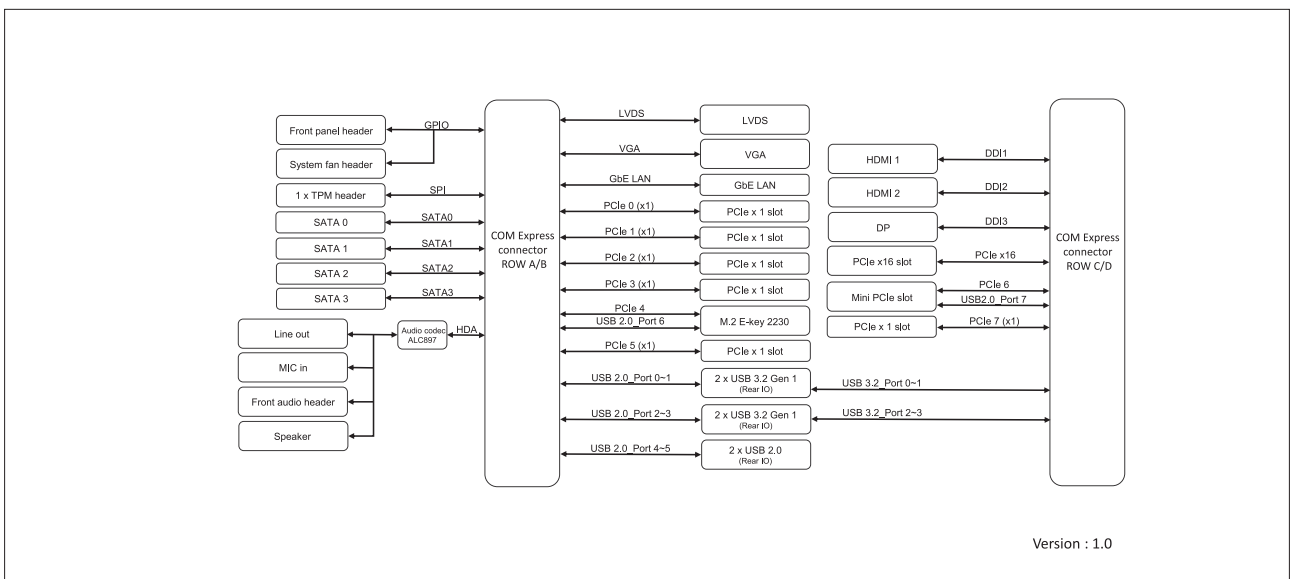 Front panel header
System fan header
1 x TPM header
SATA 0
SATA 1
SATA 2
SATA 3
Line out
MIC in
Front audio header
Speaker
GPIO
SPI
SATA0
SATA1
SATA2
SATA3
Audio codec
ALC897
HDA
COM Express
connector
ROW A/B
LVDS
VGA
GbE LAN
PCIe 0 (x1)
PCIe 1 (x1)
PCIe 2 (x1)
PCIe 3 (x1)
PCIe 4
USB 2.0_Port 6
PCIe 5 (x1)
USB 2.0_Port 0~1
USB 2.0_Port 2~3
USB 2.0_Port 4~5
LVDS
VGA
GbE LAN
PCIe x 1 slot
PCIe x 1 slot
PCIe x 1 slot
PCIe x 1 slot
M.2 E-key 2230
PCIe x 1 slot
2 x USB 3.2 Gen 1
(Rear IO)
2 x USB 3.2 Gen 1
(Rear IO)
2 x USB 2.0
(Rear IO)
HDMI 1
HDMI 2
DP
PCIe x16 slot
Mini PCIe slot
PCIe x 1 slot
DDI1
DDI2
DDI3
PCIe x16
PCIe 6
USB2.0_Port 7
PCIe 7 (x1)
USB 3.2_Port 0~1
USB 3.2_Port 2~3
COM Express
connector
ROW C/D
Version : 1.0